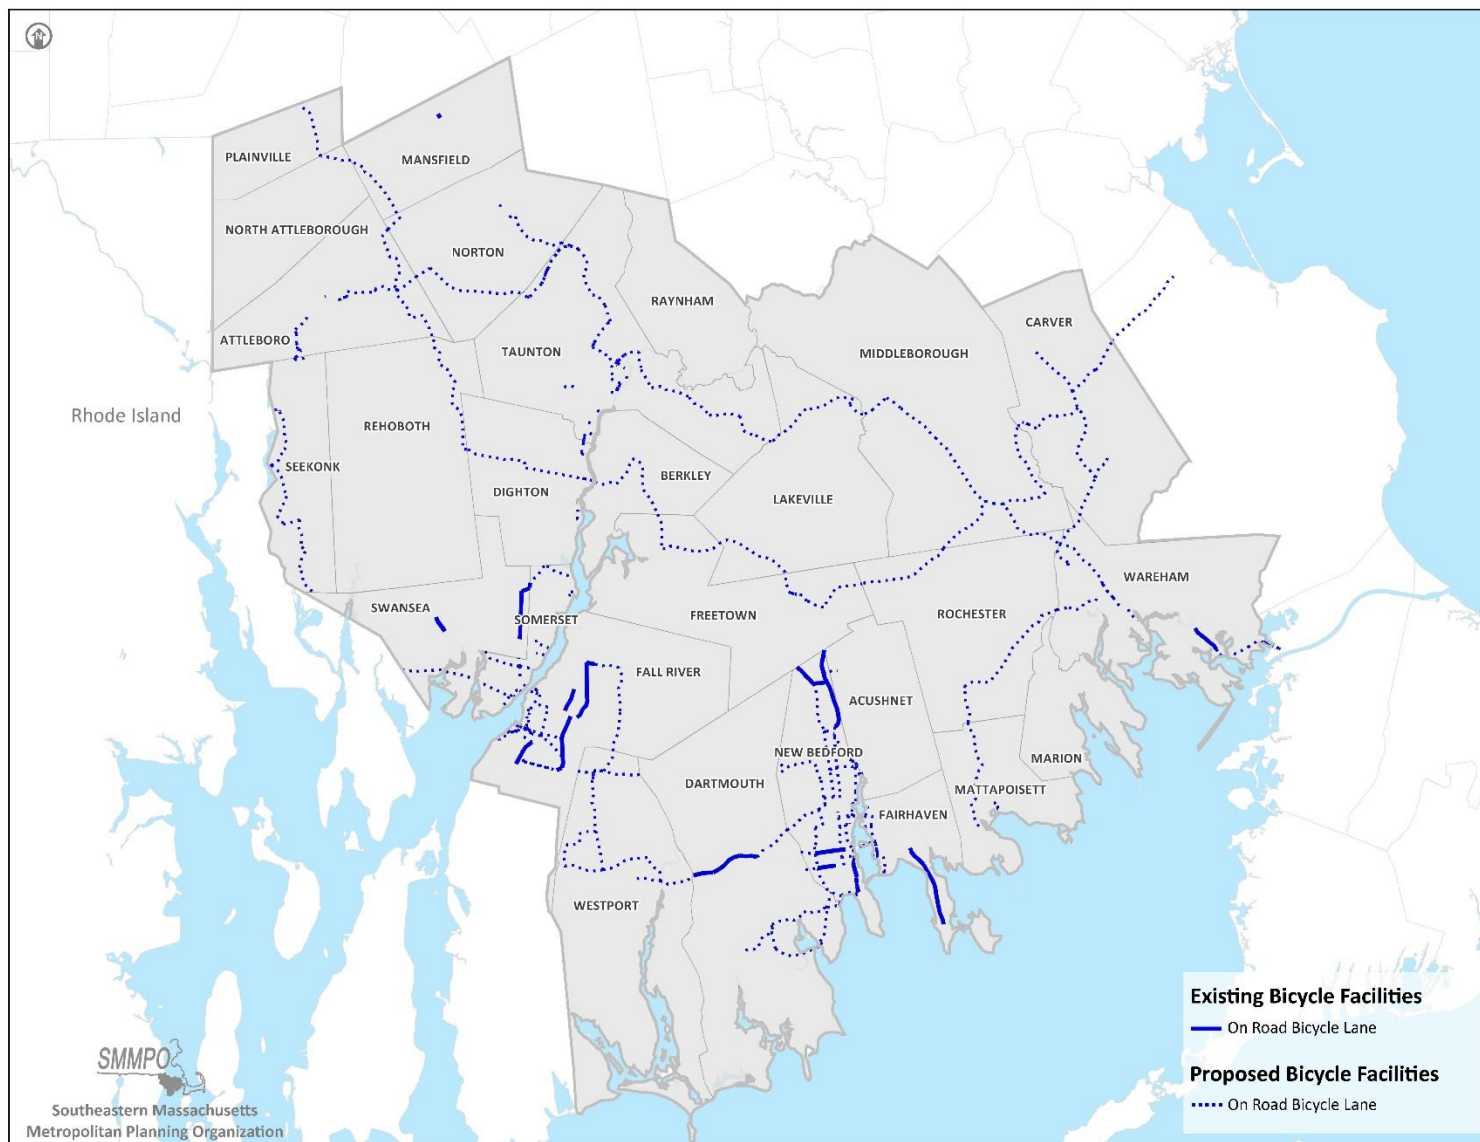 N
PLAINVILLE
MANSFIELD
NORTH ATTLEBOROUGH
NORTON
RAYNHAM
CARVER
ATTLEBORO
TAUNTON
MIDDLEBOROUGH
Rhode Island
REHOBOTH
SEEKONK
BERKLEY
DIGHTON
LAKEVILLE
WAREHAM
SWANSEA
SOMERSET
FREETOWN
ROCHESTER
FALL RIVER
ACUSHNET
NEW BEDFORD
MARION
DARTMOUTH
MATTAPOISETT
FAIRHAVEN
WESTPORT
Existing Bicycle Facilities
On Road Bicycle Lane
Proposed Bicycle Facilities
On Road Bicycle Lane
SMMPO
Southeastern Massachusetts
Metropolitan Planning Organization